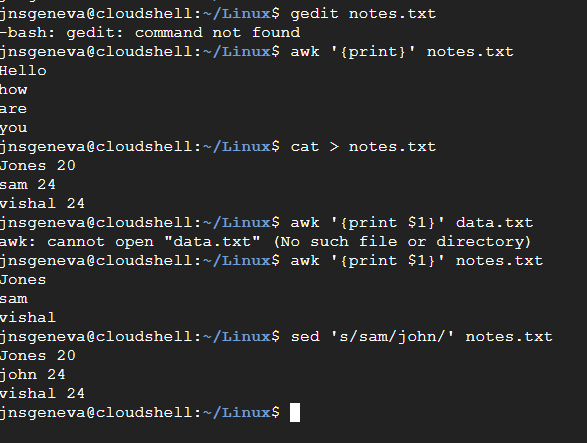 jnsgeneva@cloudshell:~/Linux$ gedit notes.txt
-bash: gedit: command not found
jnsgeneva@cloudshell:~/Linux$ awk '{print}' notes.txt
Hello
how
are
you
jnsgeneva@cloudshell:~/Linux$ cat > notes.txt
Jones 20
sam 24
vishal 24
jnsgeneva@cloudshell:~/Linux$ awk '{print $1}' data.txt
awk: cannot open "data.txt" (No such file or directory)
jnsgeneva@cloudshell:~/Linux$ awk '{print $1}' notes.txt
Jones
sam
vishal
jnsgeneva@cloudshell:~/Linux$ sed 's/sam/john/' notes.txt
Jones 20
john 24
vishal 24
jnsgeneva@cloudshell:~/Linux$